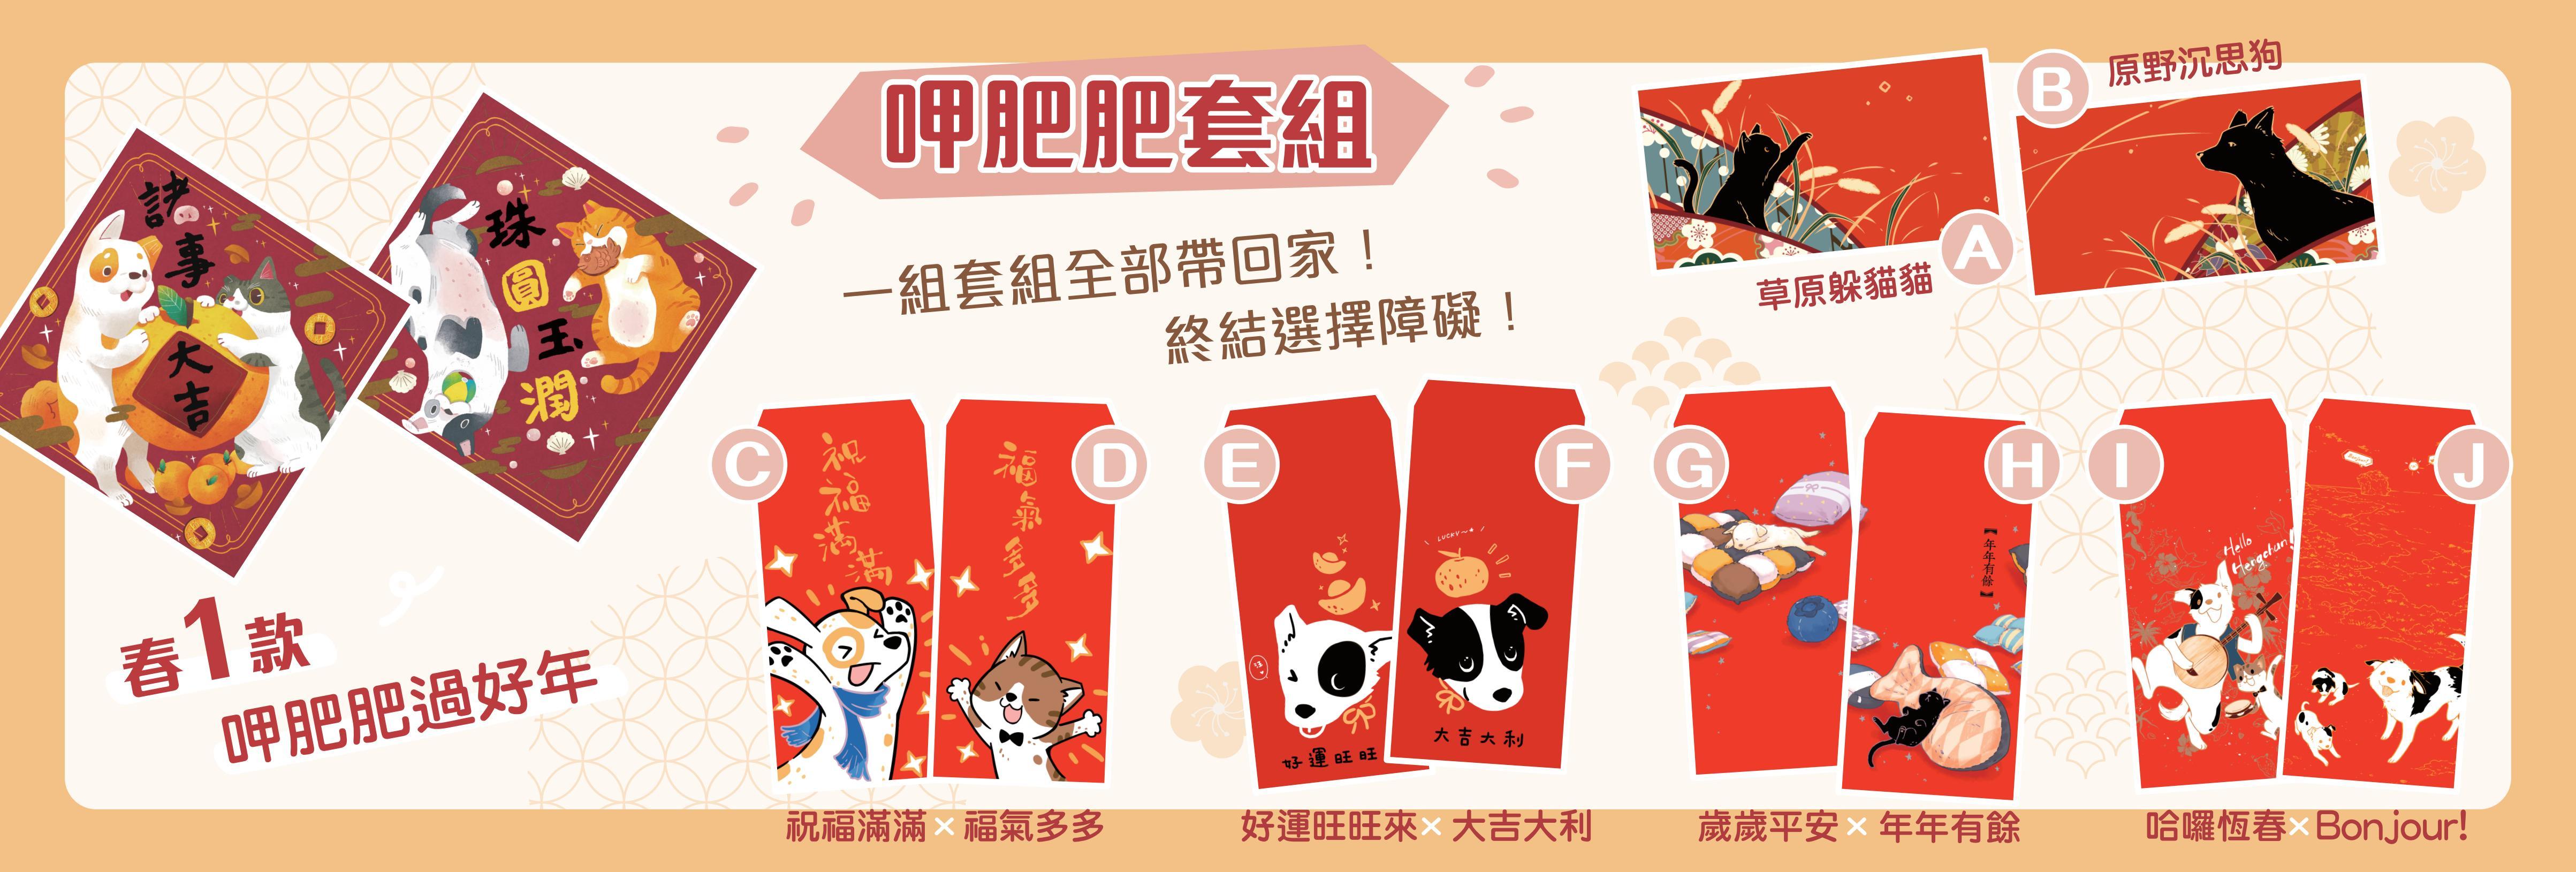 呷肥肥套組
一組套組全部帶回家！
終結選擇障礙！
諸事
大吉
珠圓玉潤
春1款
呷肥肥過好年
A
草原躲貓貓
B
原野沉思狗
C
祝福滿滿
D
福氣多多
祝福滿滿×福氣多多
E
汪
好運旺旺
F
LUCKY~
大吉大利
好運旺旺來×大吉大利
G
H
【年年有餘】
歲歲平安×年年有餘
I
Hello
Hengchun!
J
Bonjour!
哈囉恆春×Bonjour!